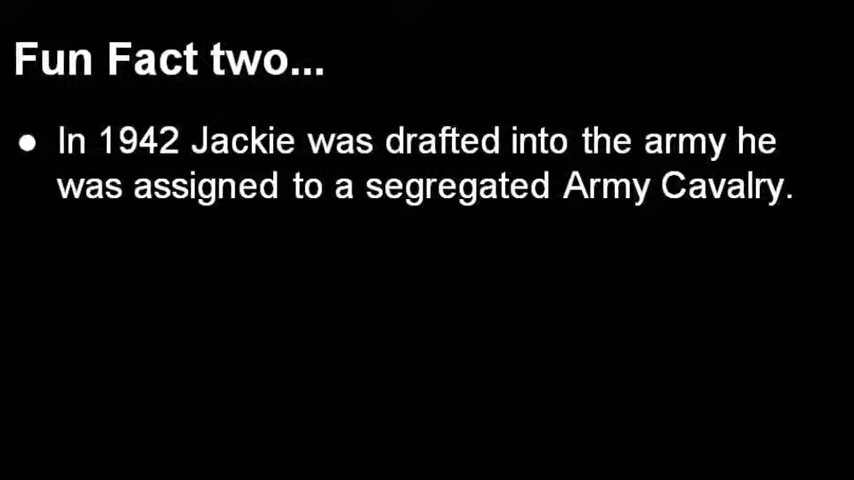 Fun Fact two...
● In 1942 Jackie was drafted into the army he
was assigned to a segregated Army Cavalry.